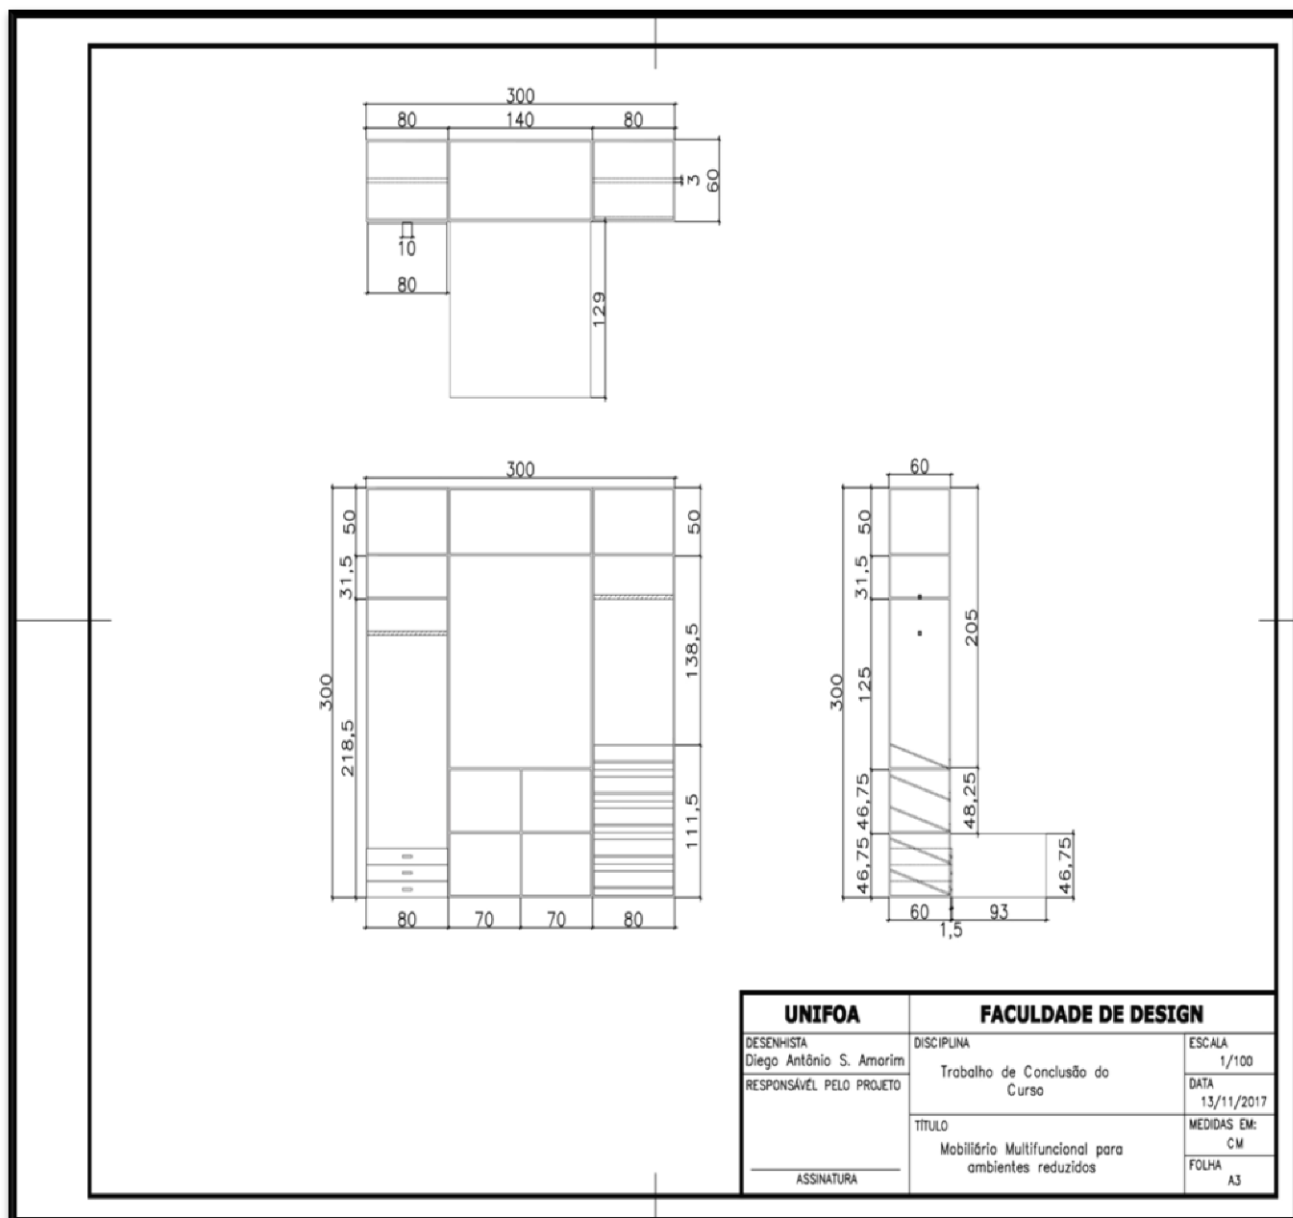 300
80 140 80
3
60
10
80
129
300
60
50
50
50
31,5
31,5
205
138,5
300
125
300
218,5
111,5
46,75
48,25
46,75
46,75
80 70 70 80
60 93
1,5
UNIFOA
FACULDADE DE DESIGN
DESENHISTA
Diego Antônio S. Amorim
RESPONSÁVEL PELO PROJETO
ASSINATURA
DISCIPLINA
Trabalho de Conclusão do
Curso
TÍTULO
Mobiliário Multifuncional para
ambientes reduzidos
ESCALA
1/100
DATA
13/11/2017
MEDIDAS EM:
CM
FOLHA
A3